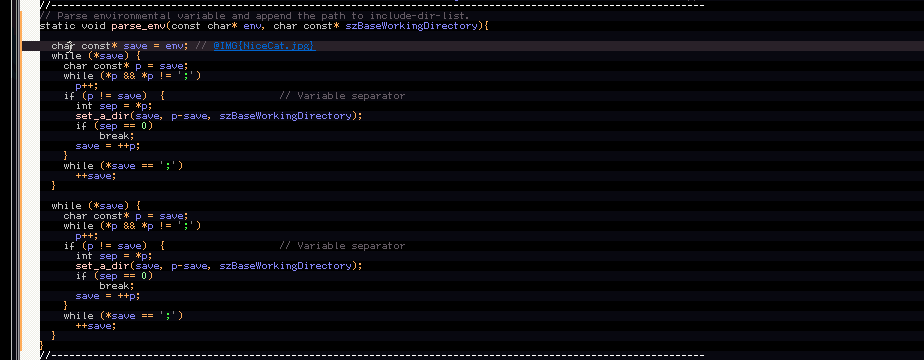 //--------------------------------------------------------------------------------------------------------------
// Parse environmental variable and append the path to include-dir-list.
static void parse_env(const char* env, char const* szBaseWorkingDirectory){
char const* save = env; // @IMG{NiceCat.jpg}
while (*save) {
char const* p = save;
while (*p && *p != ';')
p++;
if (p != save)  { // Variable separator
int sep = *p;
set_a_dir(save, p-save, szBaseWorkingDirectory);
if (sep == 0)
break;
save = ++p;
}
while (*save == ';')
++save;
}
while (*save) {
char const* p = save;
while (*p && *p != ';')
p++;
if (p != save)  { // Variable separator
int sep = *p;
set_a_dir(save, p-save, szBaseWorkingDirectory);
if (sep == 0)
break;
save = ++p;
}
while (*save == ';')
++save;
}
}
//--------------------------------------------------------------------------------------------------------------